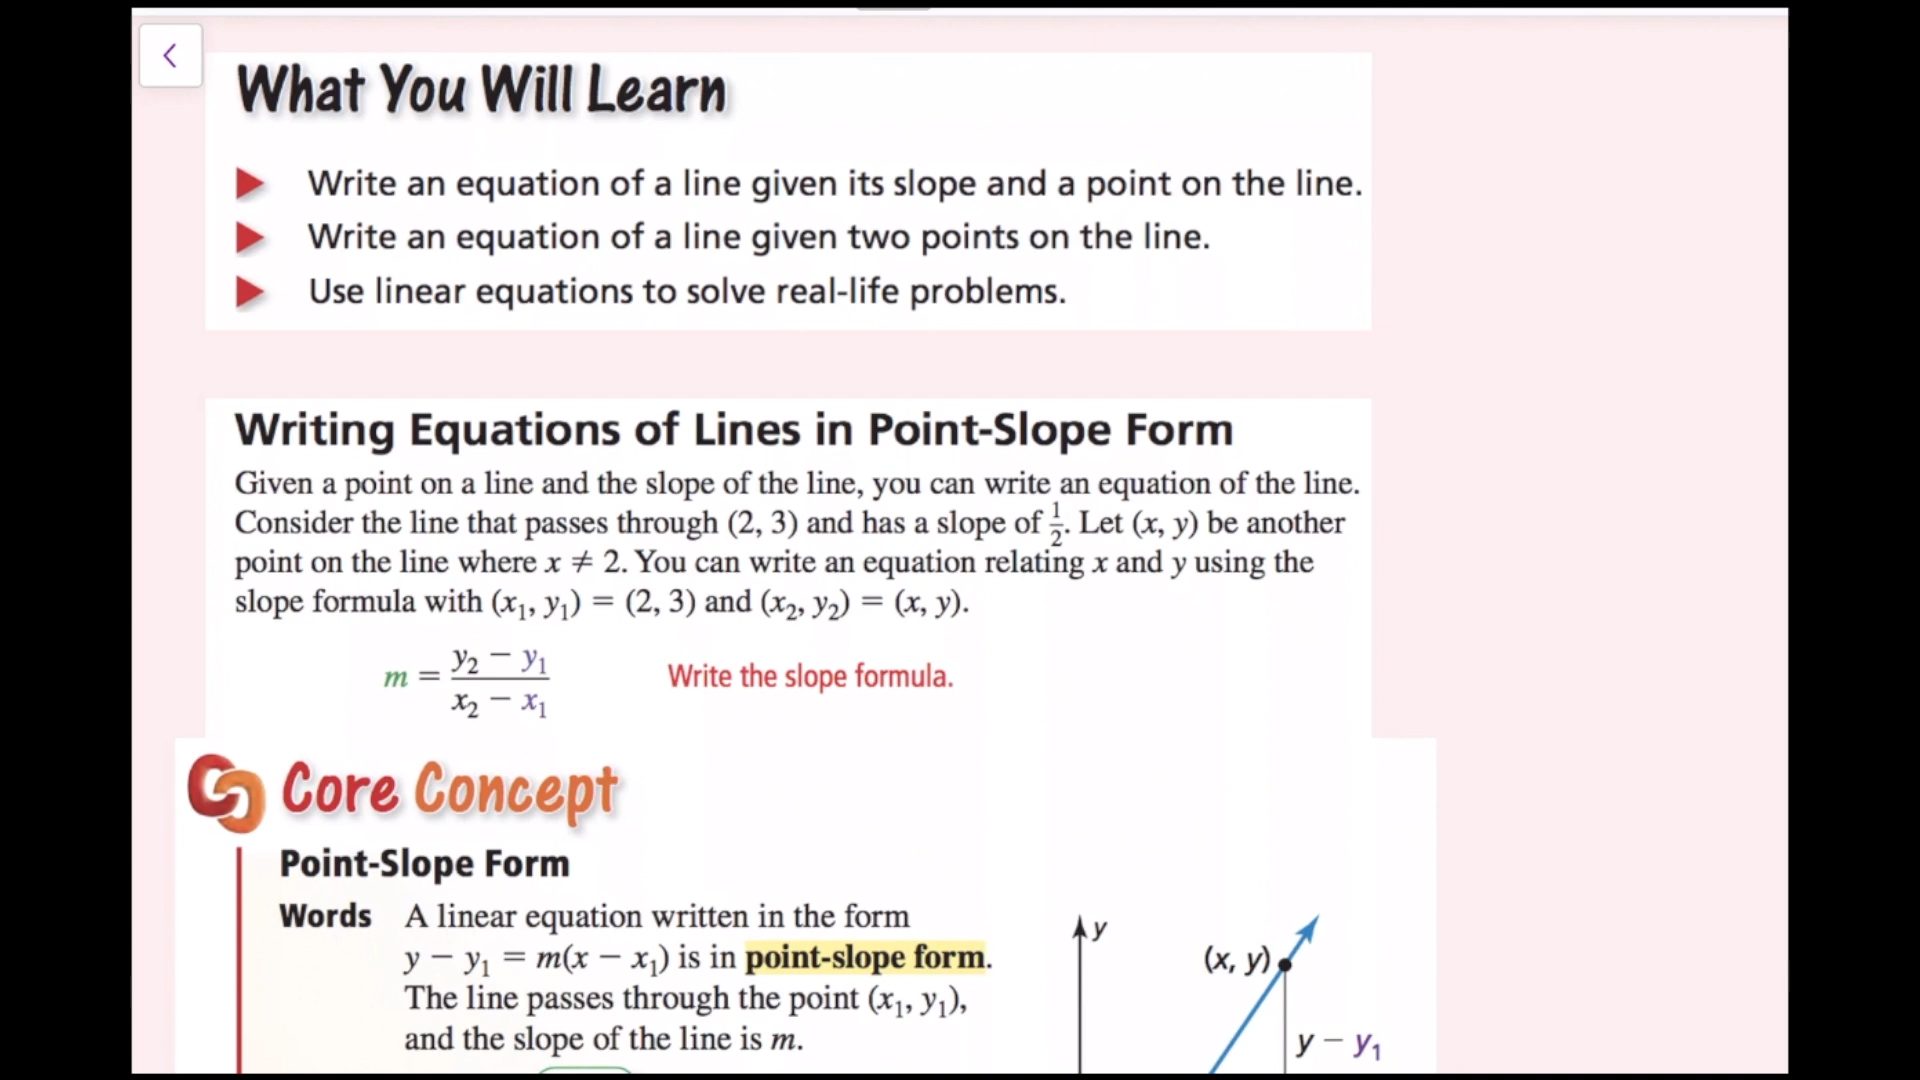 What You Will Learn
Write an equation of a line given its slope and a point on the line.
Write an equation of a line given two points on the line.
Use linear equations to solve real-life problems.
Writing Equations of Lines in Point-Slope Form
Given a point on a line and the slope of the line, you can write an equation of the line.
Consider the line that passes through (2, 3) and has a slope of 1/2. Let (x, y) be another
point on the line where x ≠ 2. You can write an equation relating x and y using the
slope formula with (x₁, y₁) = (2, 3) and (x₂, y₂) = (x, y).
m = (y₂ − y₁)/(x₂ − x₁) Write the slope formula.
Core Concept
Point-Slope Form
Words A linear equation written in the form
y − y₁ = m(x − x₁) is in point-slope form.
The line passes through the point (x₁, y₁),
and the slope of the line is m.
y
(x, y)
y − y₁